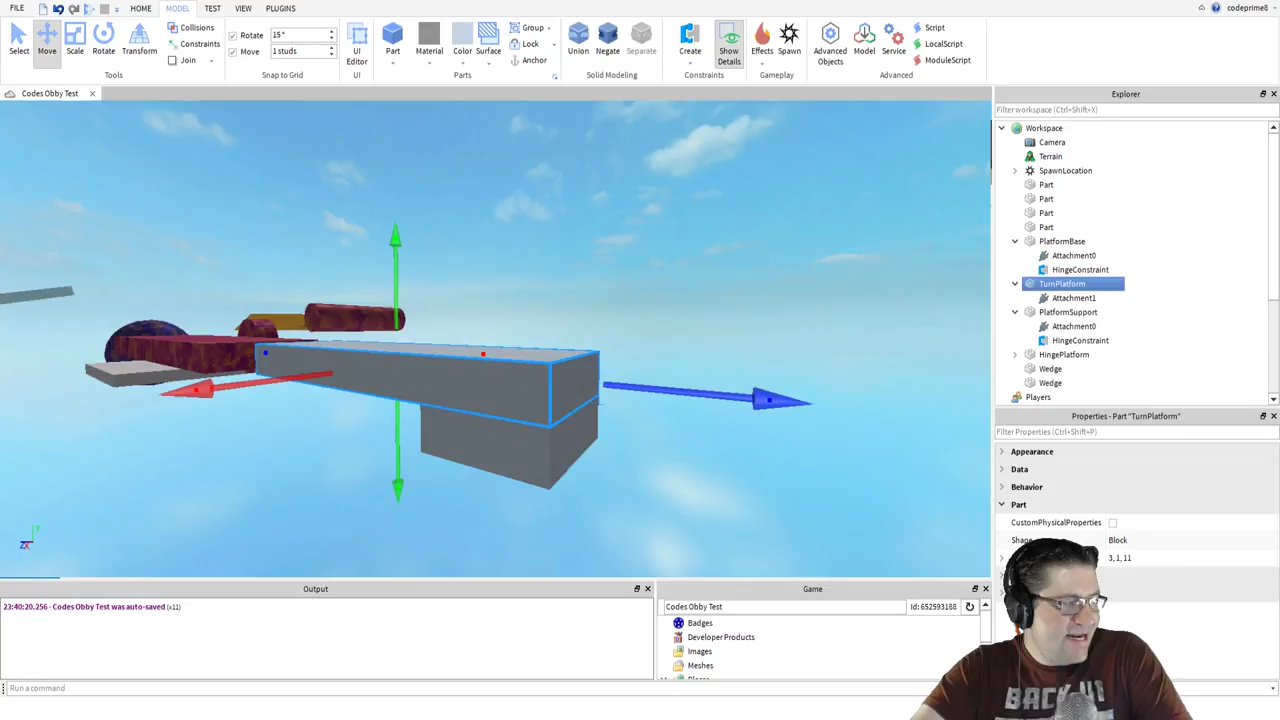 FILE HOME MODEL TEST VIEW PLUGINS codeprime8
Select Move Scale Rotate Transform
Collisions
Constraints
Join
Tools
Rotate 15°
Move 1 studs
Snap to Grid
UI
Editor
UI
Part Material Color Surface
Group
Lock
Anchor
Parts
Union Negate Separate
Solid Modeling
Create Show
Details
Constraints
Effects Spawn
Gameplay
Advanced
Objects Model Service
Script
LocalScript
ModuleScript
Advanced
Codes Obby Test
Explorer
Filter workspace (Ctrl+Shift+X)
Workspace
Camera
Terrain
SpawnLocation
Part
Part
Part
Part
PlatformBase
Attachment0
HingeConstraint
TurnPlatform
Attachment1
PlatformSupport
Attachment0
HingeConstraint
HingePlatform
Wedge
Wedge
Players
Properties - Part "TurnPlatform"
Filter Properties (Ctrl+Shift+P)
Appearance
Data
Behavior
Part
CustomPhysicalProperties
Shape Block
3, 1, 11
Output
23:40:20.256 - Codes Obby Test was auto-saved (x11)
Game
Codes Obby Test Id: 652593188
Badges
Developer Products
Images
Meshes
Run a command
BACK